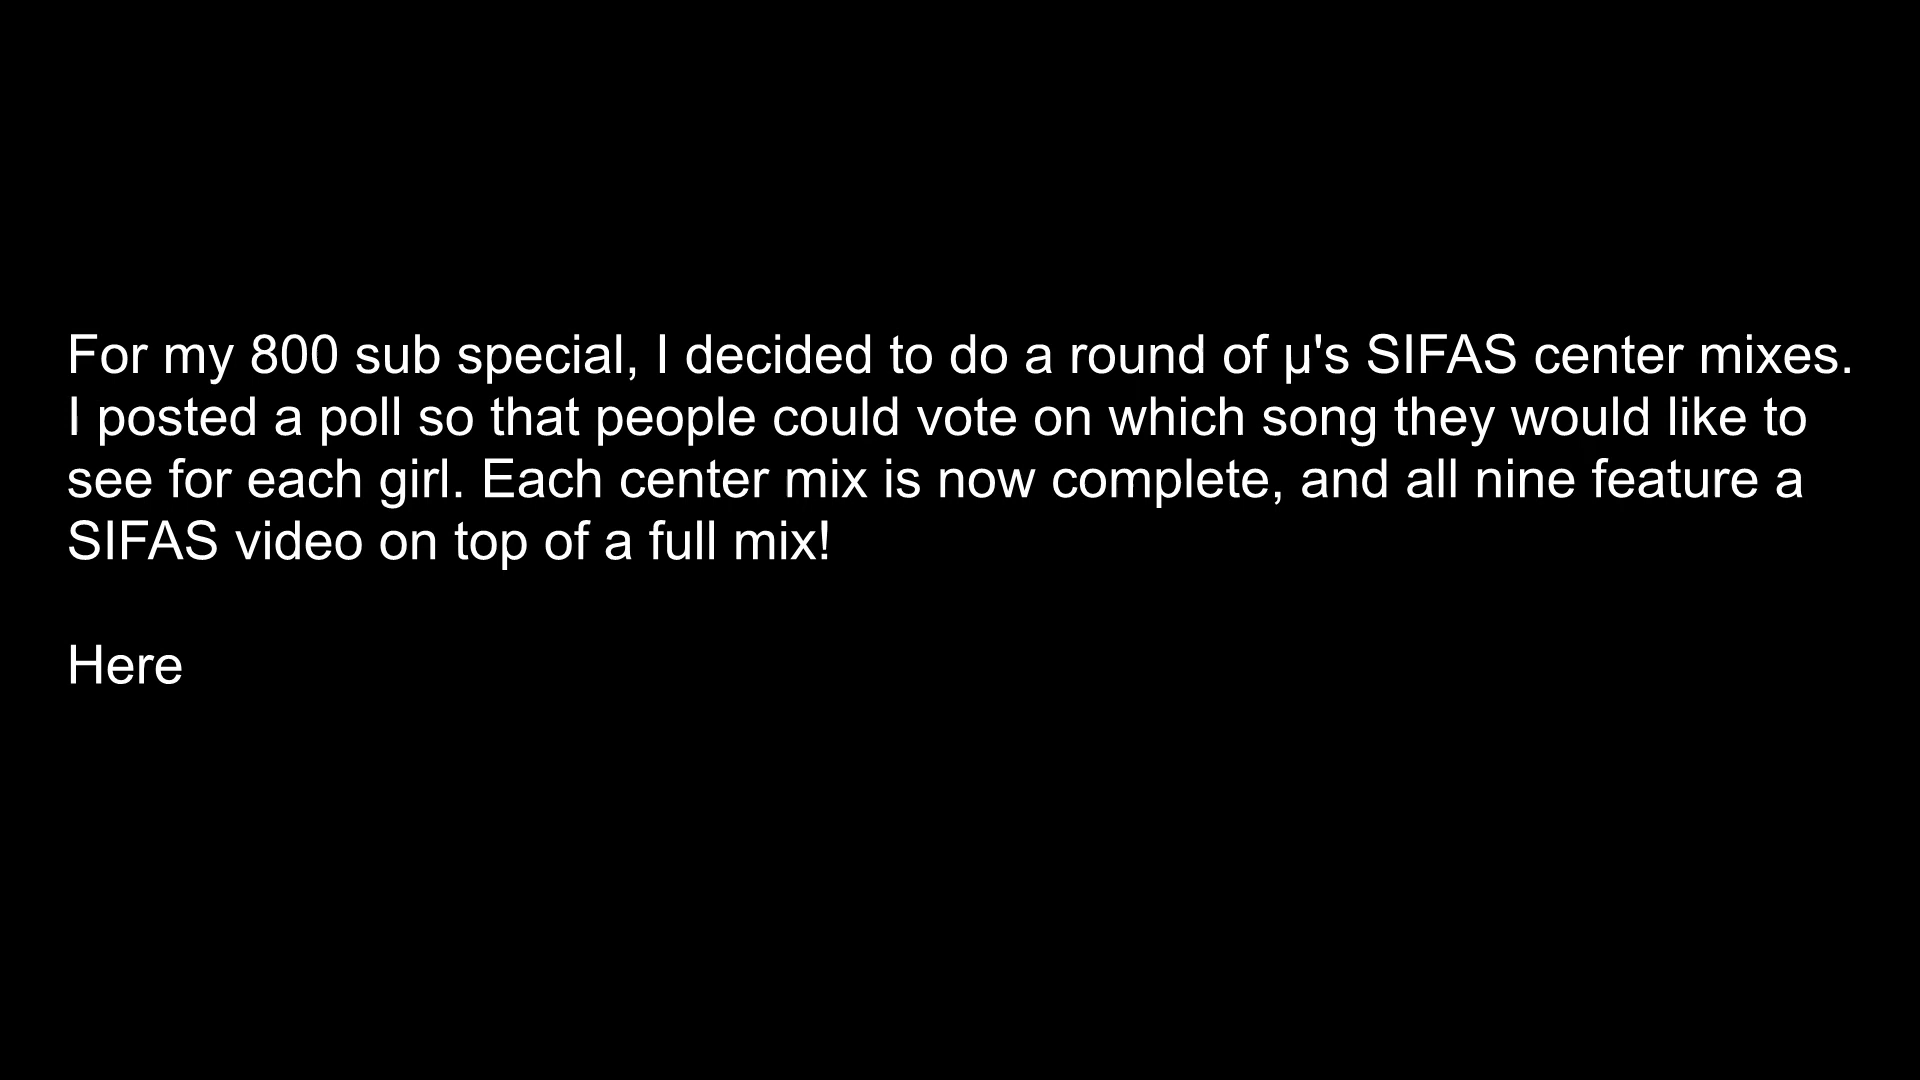 For my 800 sub special, I decided to do a round of μ's SIFAS center mixes.
I posted a poll so that people could vote on which song they would like to
see for each girl. Each center mix is now complete, and all nine feature a
SIFAS video on top of a full mix!
Here